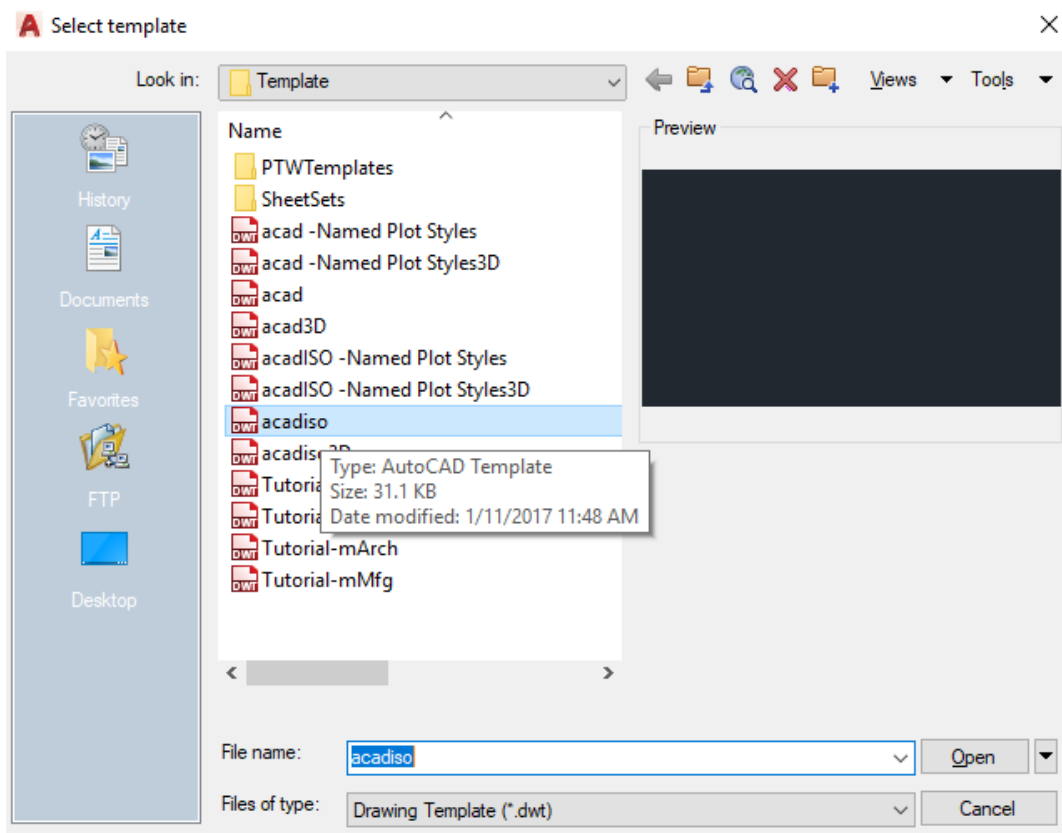 Select template
Look in:
Template
Views
Tools
History
Documents
Favorites
FTP
Desktop
Name
PTWTemplates
SheetSets
acad -Named Plot Styles
acad -Named Plot Styles3D
acad
acad3D
acadISO -Named Plot Styles
acadISO -Named Plot Styles3D
acadiso
acadiso3D
Type: AutoCAD Template
Size: 31.1 KB
Date modified: 1/11/2017 11:48 AM
Tutorial-mArch
Tutorial-mMfg
Preview
File name:
acadiso
Open
Files of type:
Drawing Template (*.dwt)
Cancel